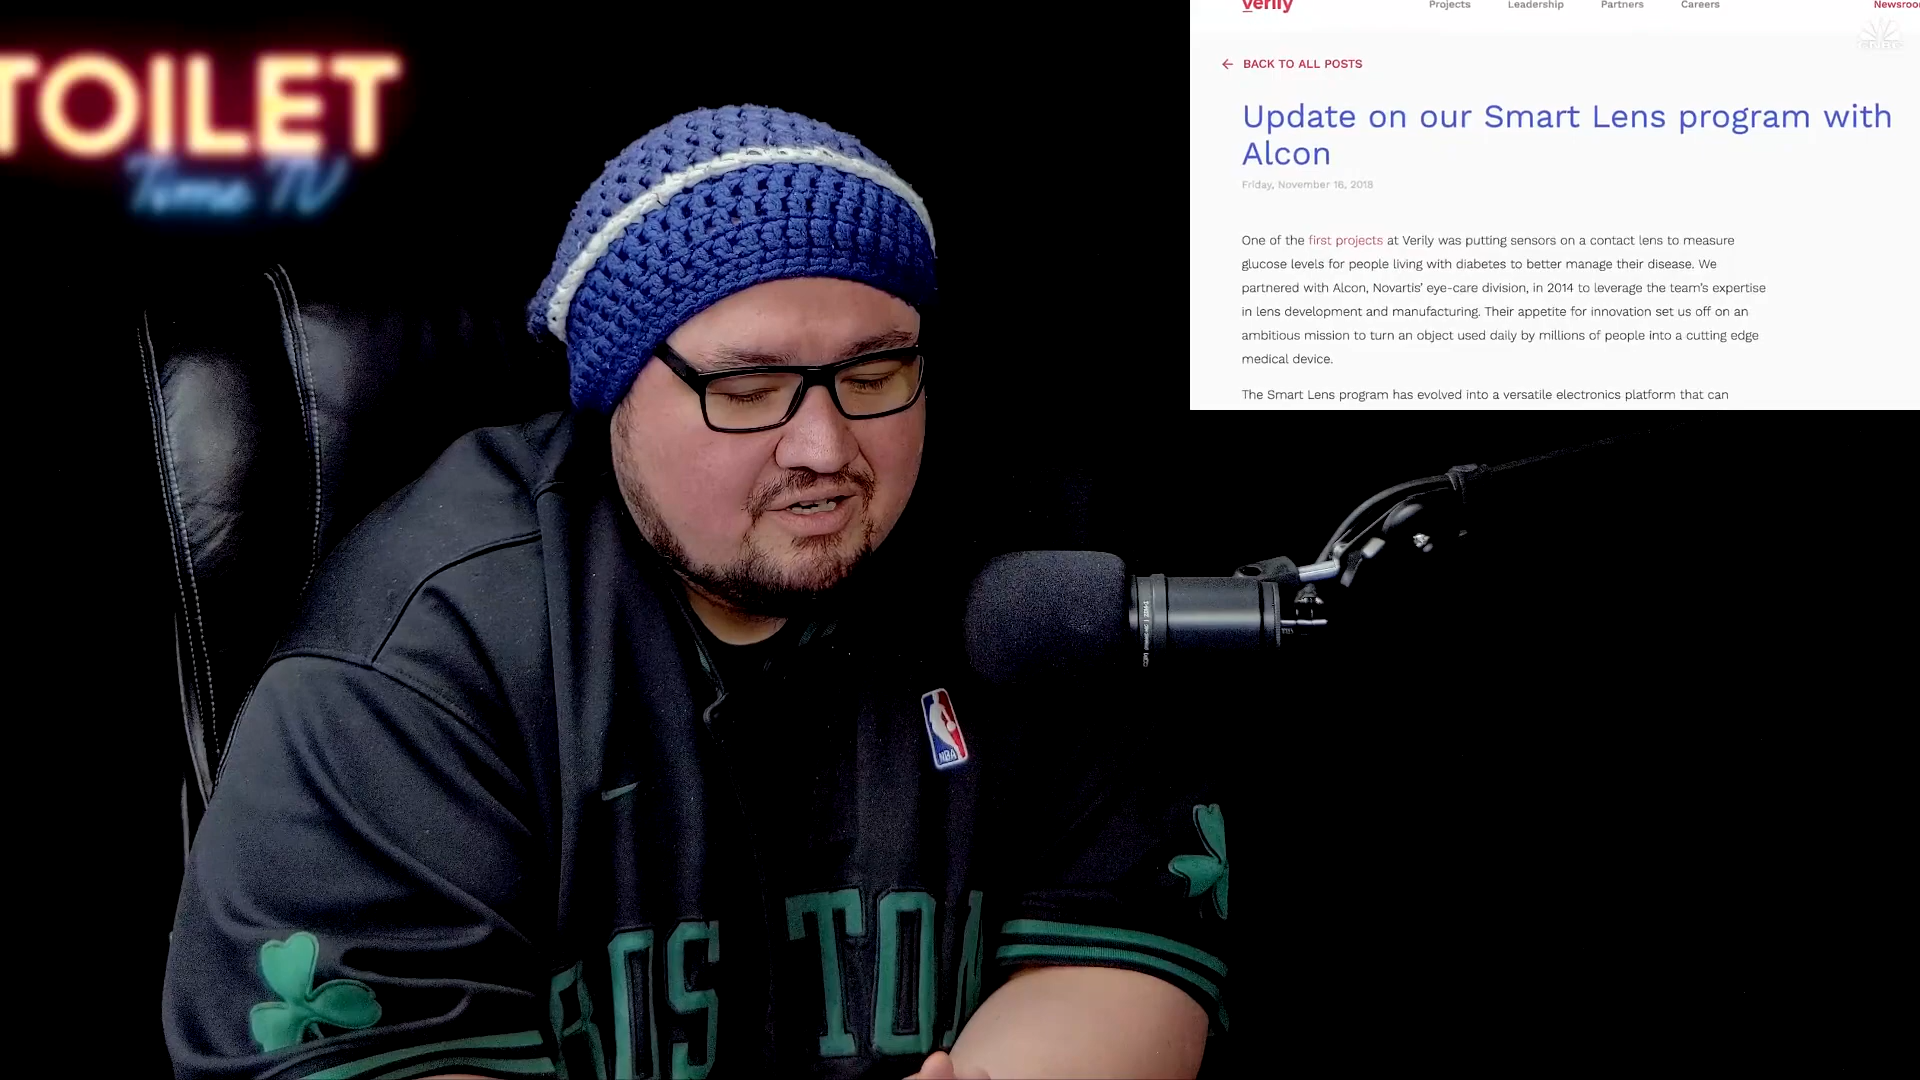 TOILET
Time TV
verily
Projects
Leadership
Partners
Careers
CNBC
BACK TO ALL POSTS
Update on our Smart Lens program with
Alcon
Friday, November 16, 2018
One of the first projects at Verily was putting sensors on a contact lens to measure
glucose levels for people living with diabetes to better manage their disease. We
partnered with Alcon, Novartis' eye-care division, in 2014 to leverage the team's expertise
in lens development and manufacturing. Their appetite for innovation set us off on an
ambitious mission to turn an object used daily by millions of people into a cutting edge
medical device.
The Smart Lens program has evolved into a versatile electronics platform that can
NBA
BOSTON